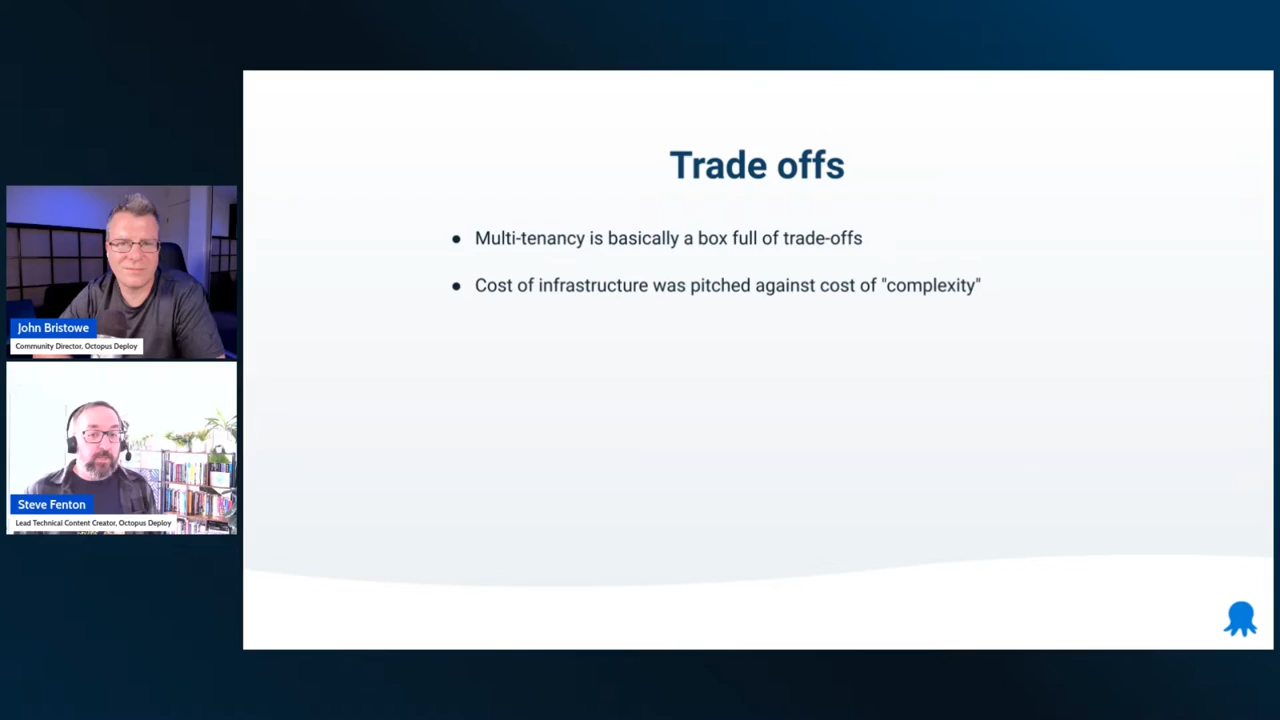 Trade offs
● Multi-tenancy is basically a box full of trade-offs
● Cost of infrastructure was pitched against cost of "complexity"
John Bristowe
Community Director, Octopus Deploy
Steve Fenton
Lead Technical Content Creator, Octopus Deploy